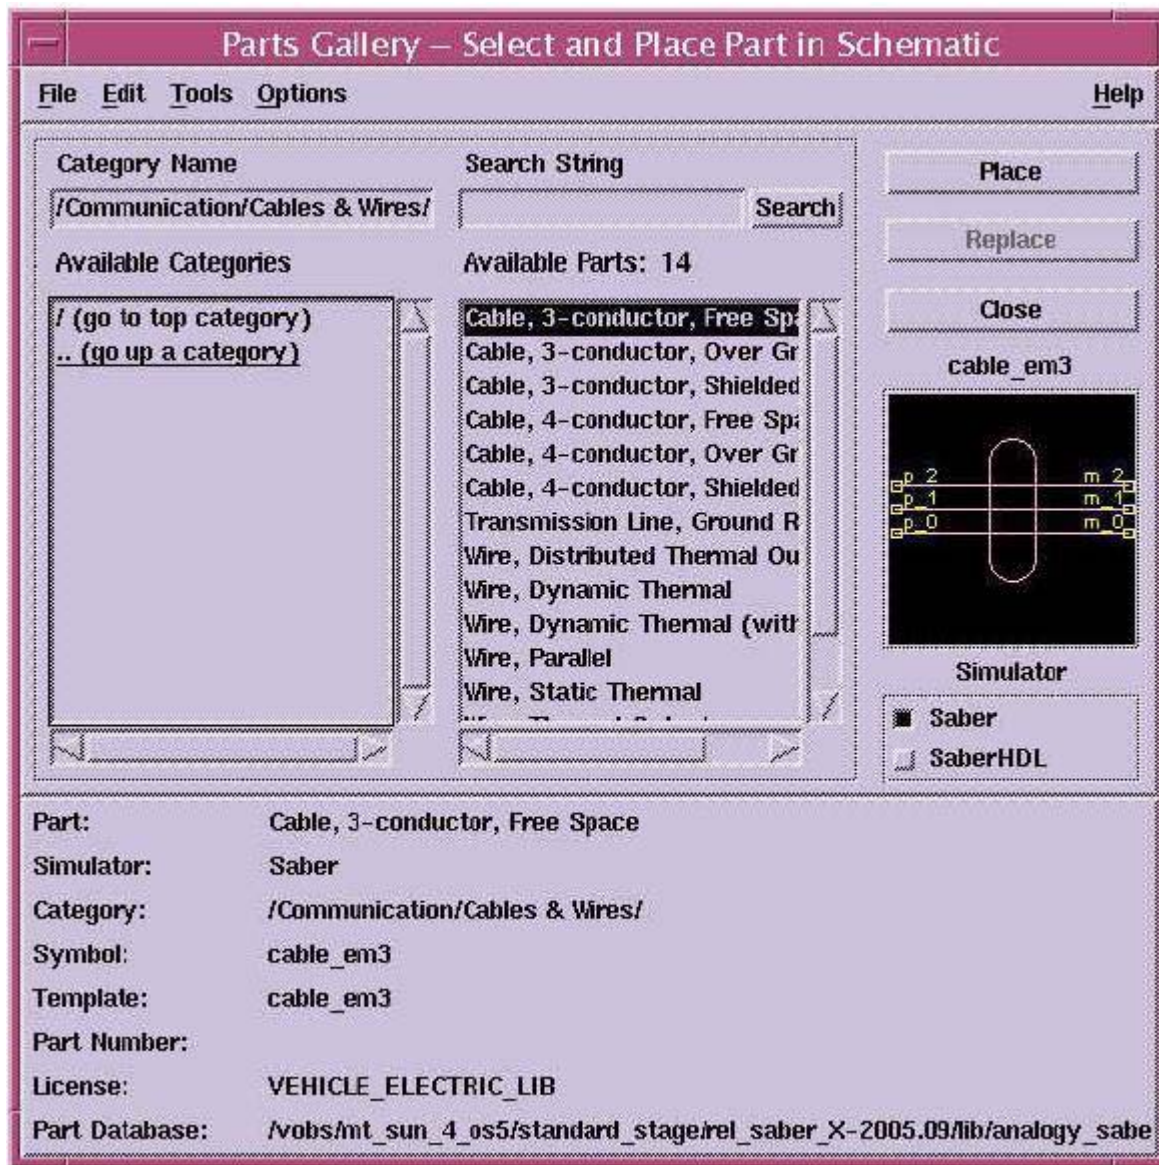 Parts Gallery – Select and Place Part in Schematic
File Edit Tools Options Help
Category Name
/Communication/Cables & Wires/
Available Categories
/ (go to top category)
.. (go up a category)
Search String
Search
Available Parts: 14
Cable, 3-conductor, Free Spa
Cable, 3-conductor, Over Gr
Cable, 3-conductor, Shielded
Cable, 4-conductor, Free Spa
Cable, 4-conductor, Over Gr
Cable, 4-conductor, Shielded
Transmission Line, Ground R
Wire, Distributed Thermal Ou
Wire, Dynamic Thermal
Wire, Dynamic Thermal (with
Wire, Parallel
Wire, Static Thermal
Place
Replace
Close
cable_em3
p_2 m_2
p_1 m_1
p_0 m_0
Simulator
Saber
SaberHDL
Part: Cable, 3-conductor, Free Space
Simulator: Saber
Category: /Communication/Cables & Wires/
Symbol: cable_em3
Template: cable_em3
Part Number:
License: VEHICLE_ELECTRIC_LIB
Part Database: /vobs/mt_sun_4_os5/standard_stage/rel_saber_X-2005.09/lib/analogy_sabe